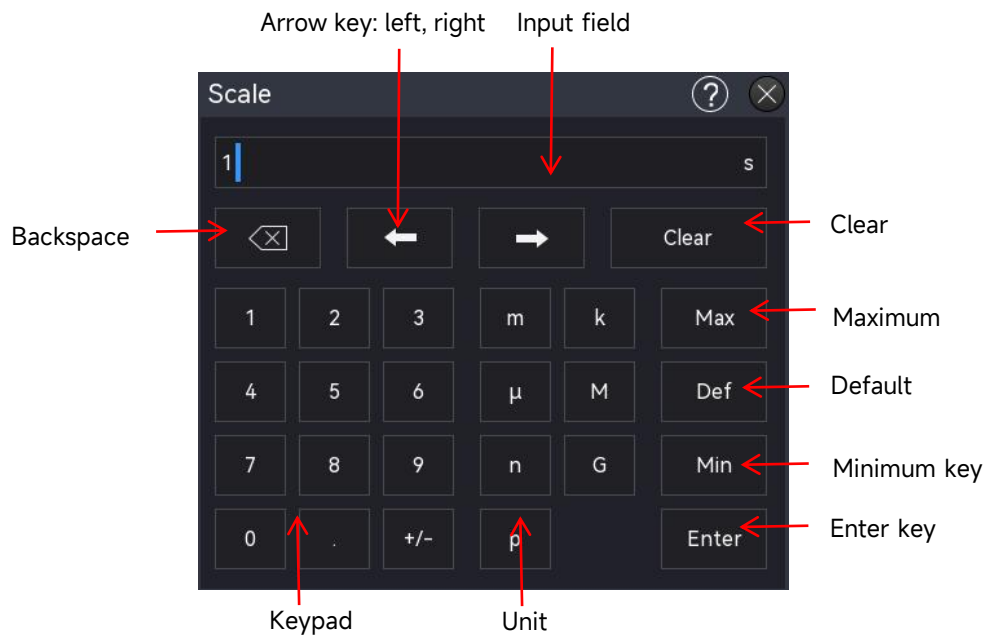 Arrow key: left, right Input field
Scale ?
1 s
Backspace
Clear Clear
1 2 3 m k Max Maximum
4 5 6 μ M Def Default
7 8 9 n G Min Minimum key
0 . +/- p Enter Enter key
Keypad Unit